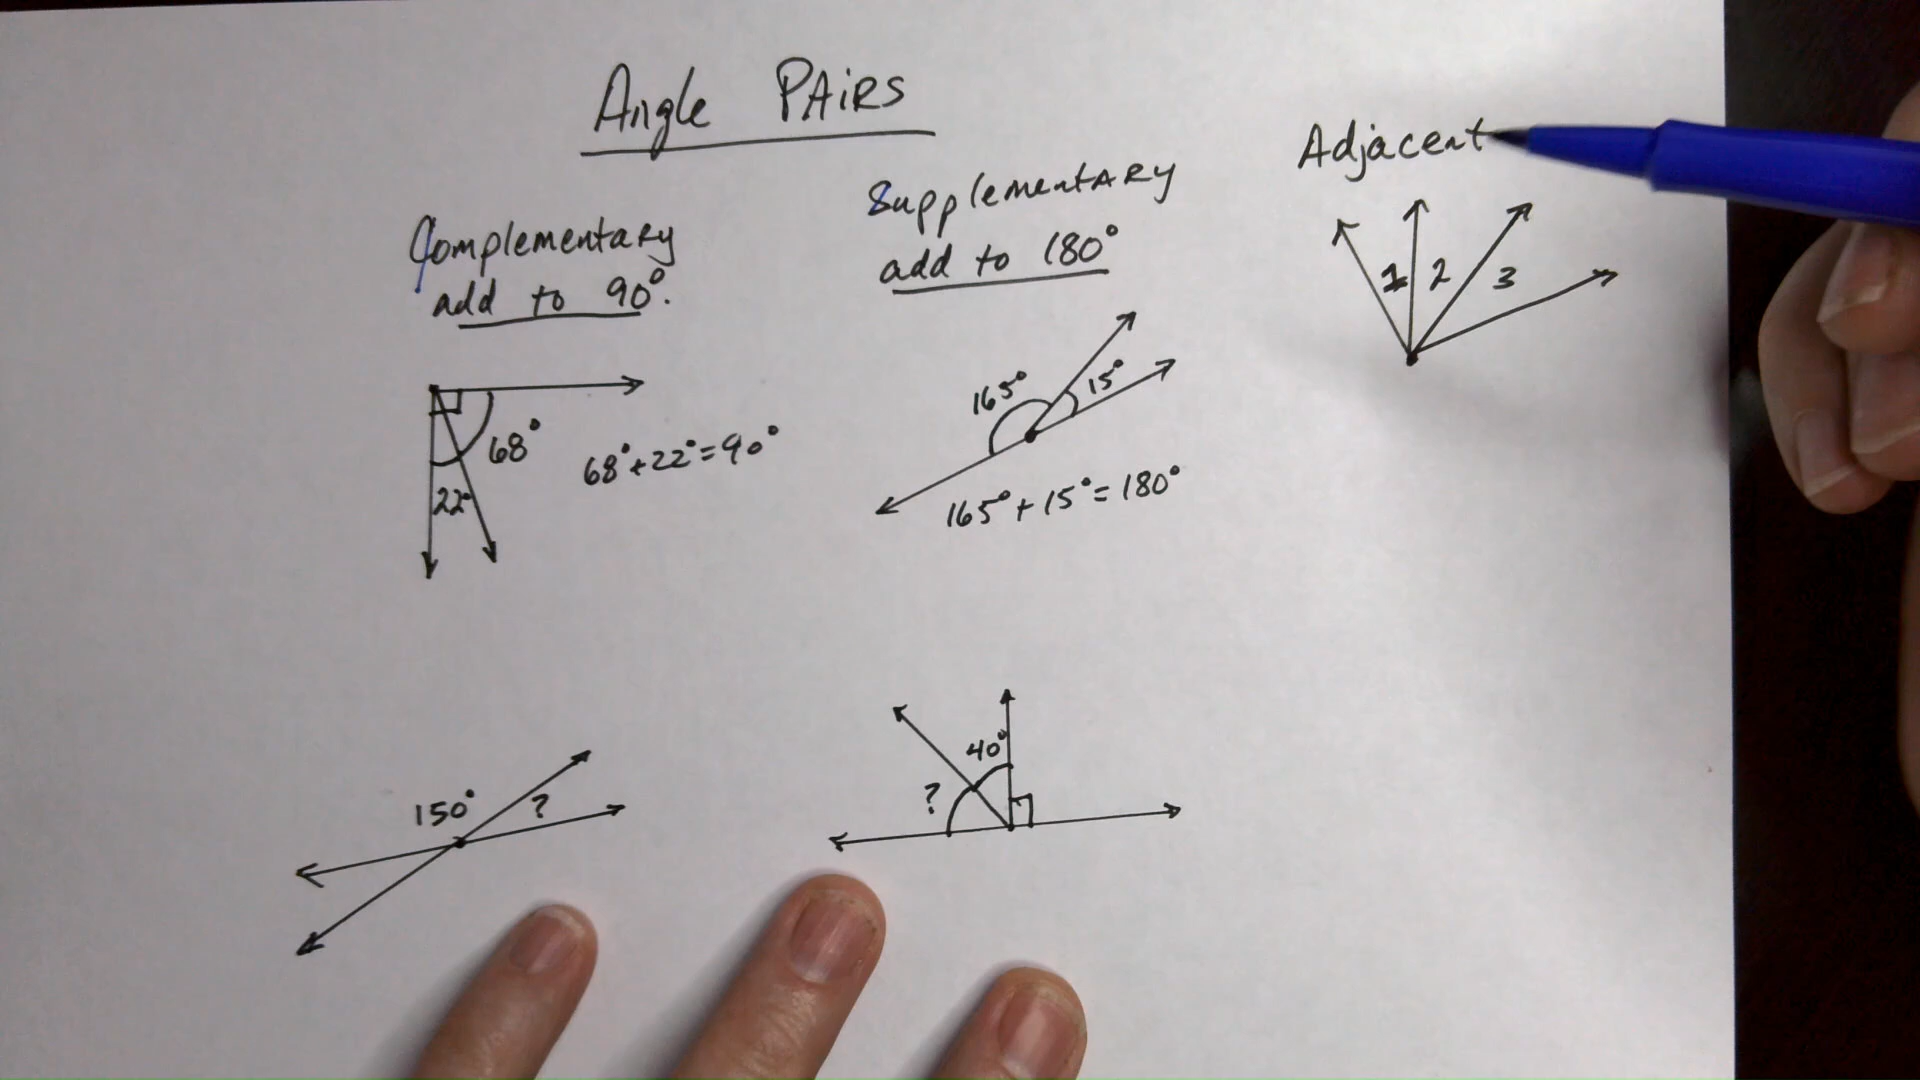 Angle PAiRS
Complementary
add to 90°.
68°
22°
68°+22°=90°
Supplementary
add to 180°
165°
15°
165°+15°=180°
Adjacent
1 2 3
150° ?
40°
?